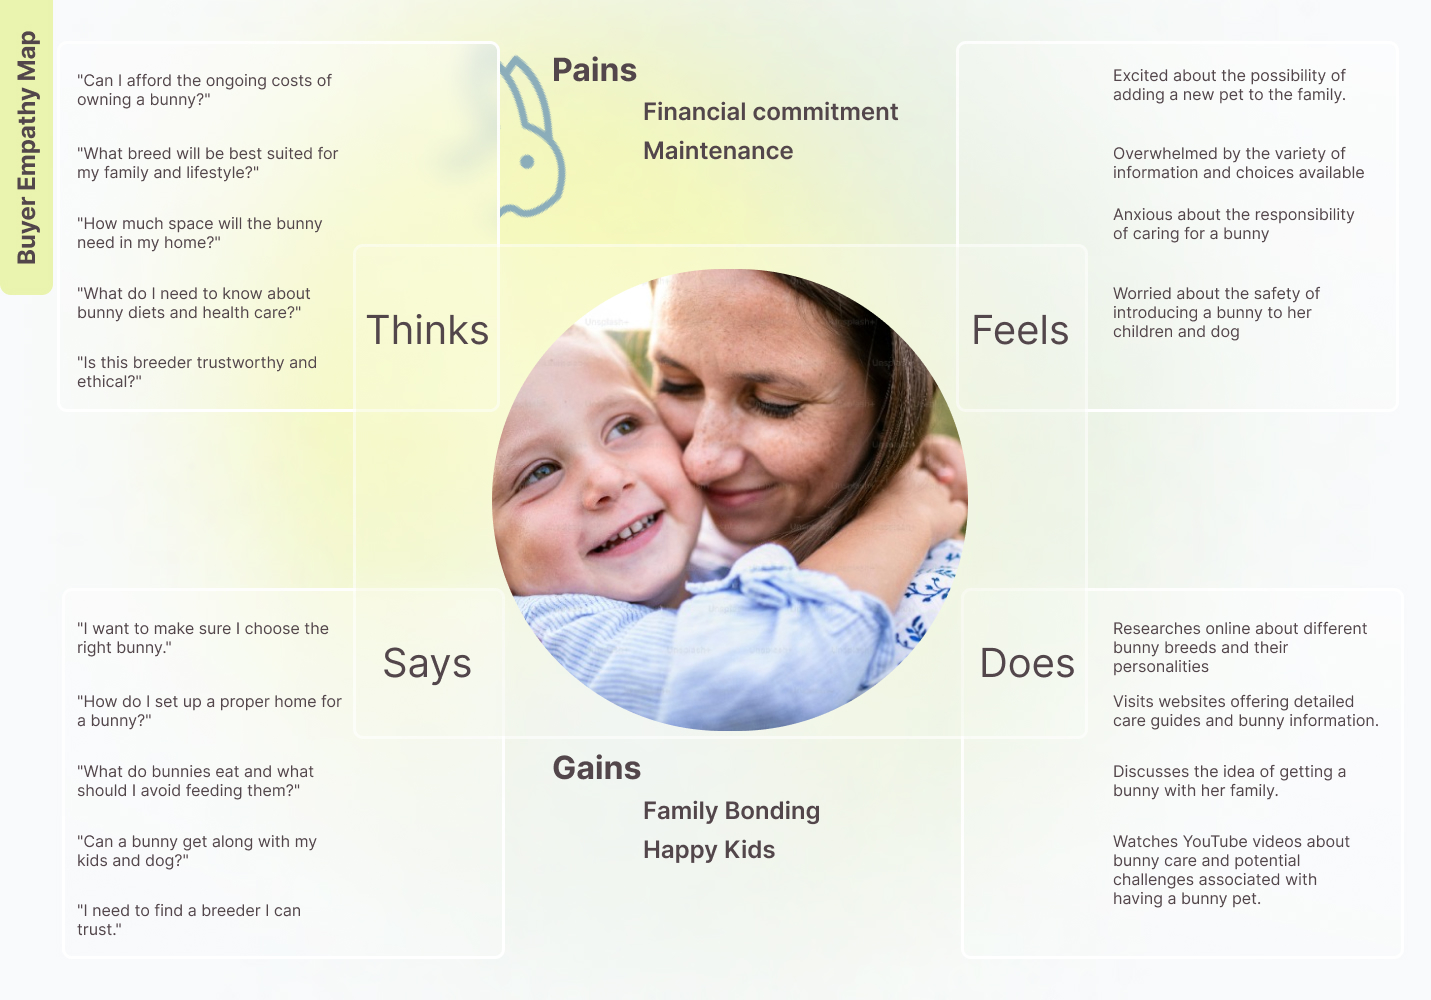 Buyer Empathy Map
"Can I afford the ongoing costs of
owning a bunny?"
"What breed will be best suited for
my family and lifestyle?"
"How much space will the bunny
need in my home?"
"What do I need to know about
bunny diets and health care?"
"Is this breeder trustworthy and
ethical?"
Thinks
Pains
Financial commitment
Maintenance
Excited about the possibility of
adding a new pet to the family.
Overwhelmed by the variety of
information and choices available
Anxious about the responsibility
of caring for a bunny
Worried about the safety of
introducing a bunny to her
children and dog
Feels
Unsplash+
Unsplash+
"I want to make sure I choose the
right bunny."
"How do I set up a proper home for
a bunny?"
"What do bunnies eat and what
should I avoid feeding them?"
"Can a bunny get along with my
kids and dog?"
"I need to find a breeder I can
trust."
Says
Gains
Family Bonding
Happy Kids
Does
Researches online about different
bunny breeds and their
personalities
Visits websites offering detailed
care guides and bunny information.
Discusses the idea of getting a
bunny with her family.
Watches YouTube videos about
bunny care and potential
challenges associated with
having a bunny pet.